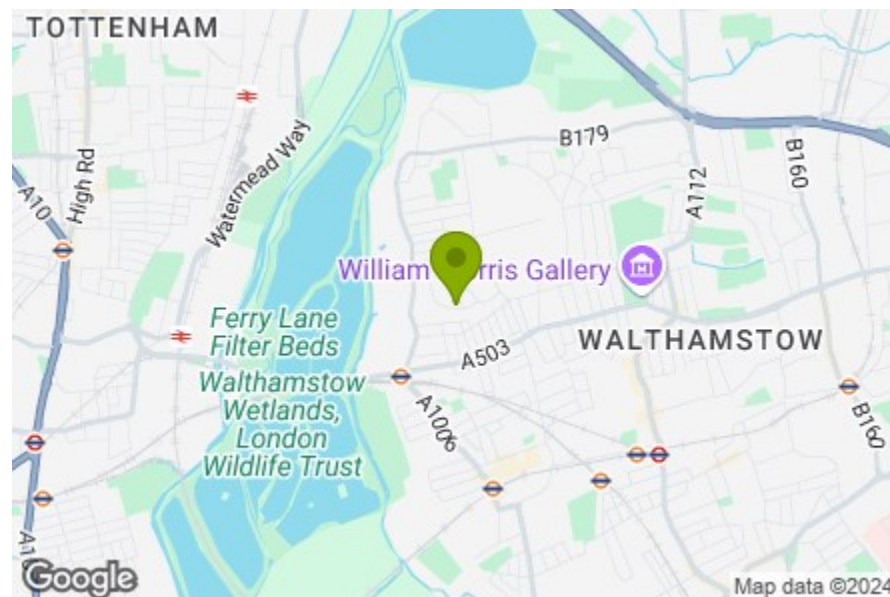 TOTTENHAM
B179
B160
Watermead Way
High Rd
A10
A112
William
rris Gallery
Ferry Lane
Filter Beds
WALTHAMSTOW
A503
Walthamstow
Wetlands,
London
Wildlife Trust
A1006
B160
Google
Map data ©2024